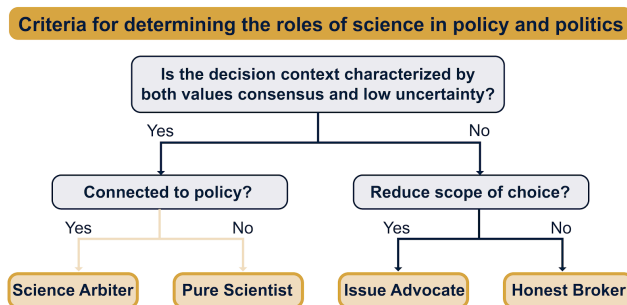 Criteria for determining the roles of science in policy and politics
Is the decision context characterized by
both values consensus and low uncertainty?
Yes
No
Connected to policy?
Reduce scope of choice?
Yes
No
Yes
No
Science Arbiter
Pure Scientist
Issue Advocate
Honest Broker